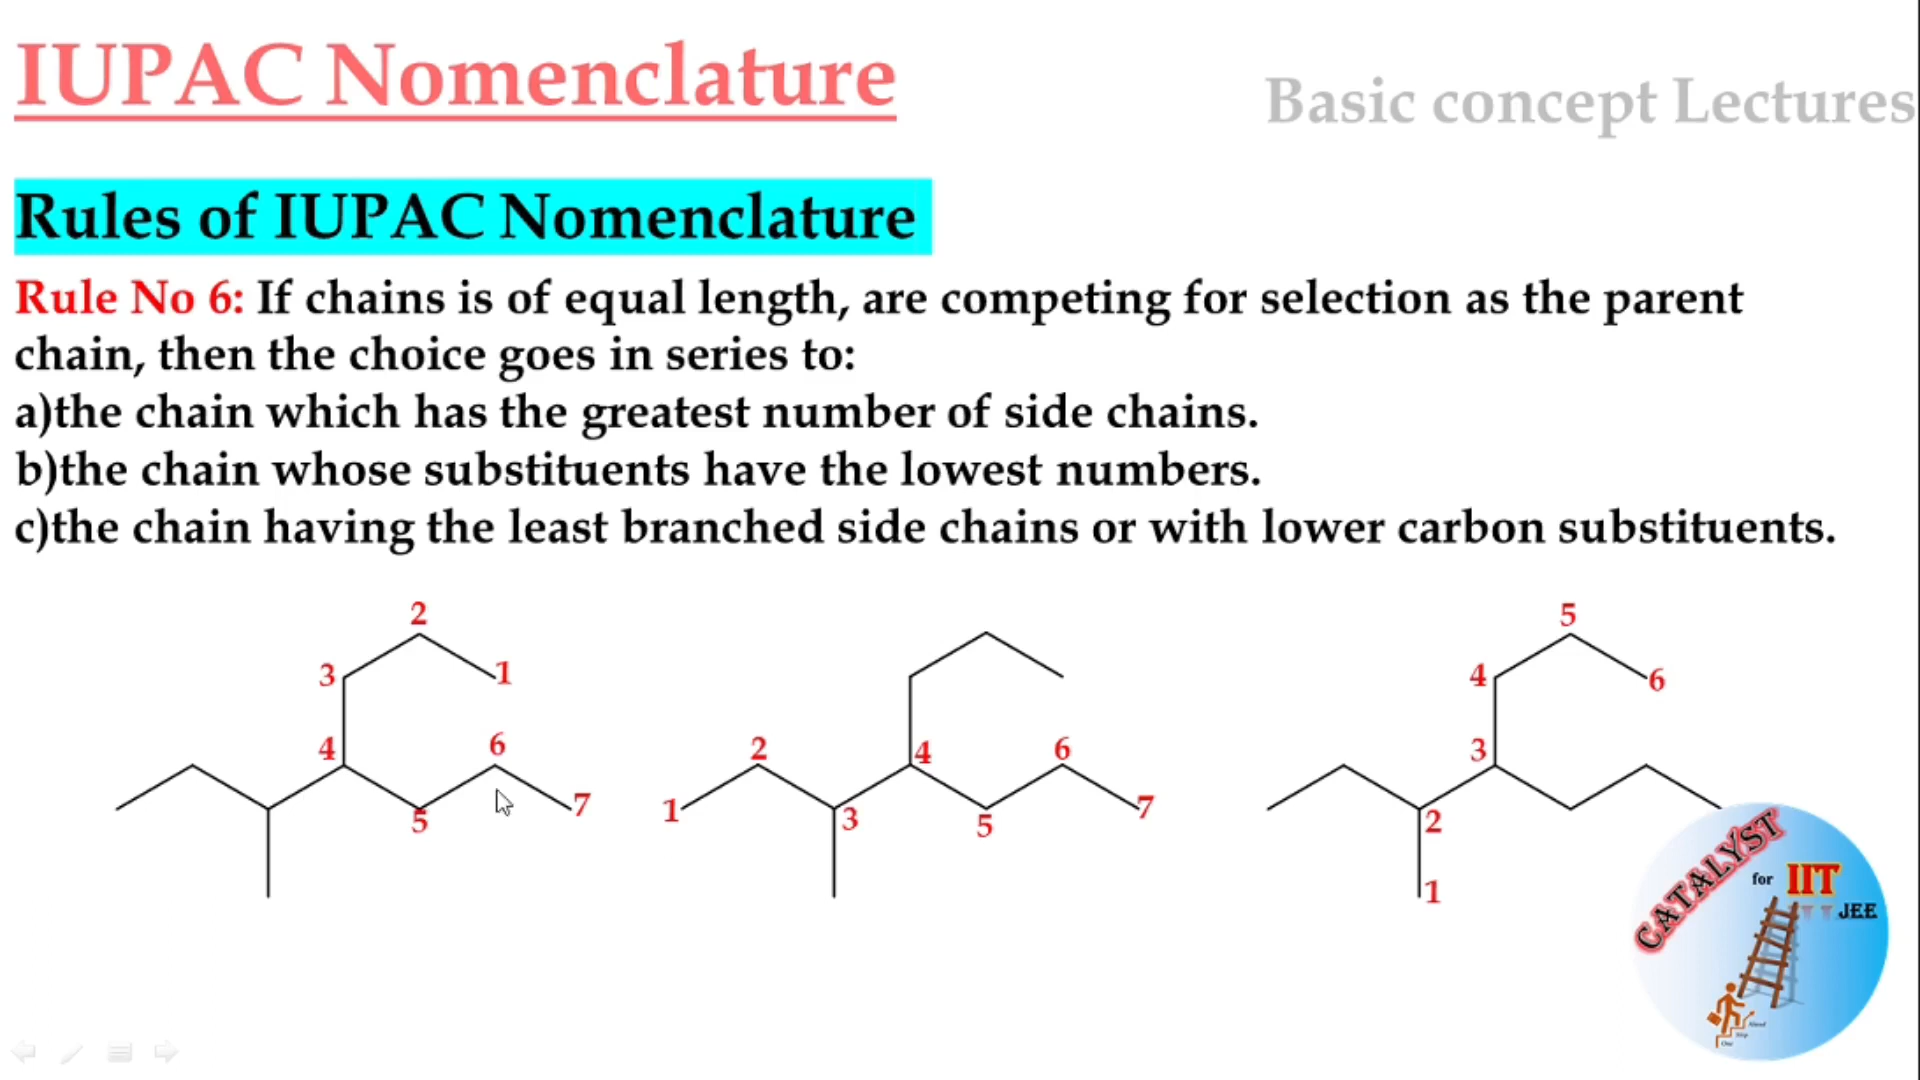 IUPAC Nomenclature
Basic concept Lectures
Rules of IUPAC Nomenclature
Rule No 6: If chains is of equal length, are competing for selection as the parent
chain, then the choice goes in series to:
a)the chain which has the greatest number of side chains.
b)the chain whose substituents have the lowest numbers.
c)the chain having the least branched side chains or with lower carbon substituents.
2
3 1
4 6
5 7
2 4 6
1 3 5 7
5
4 6
3
2
1
CATALYST
for IIT
JEE
One
Step
Ahead